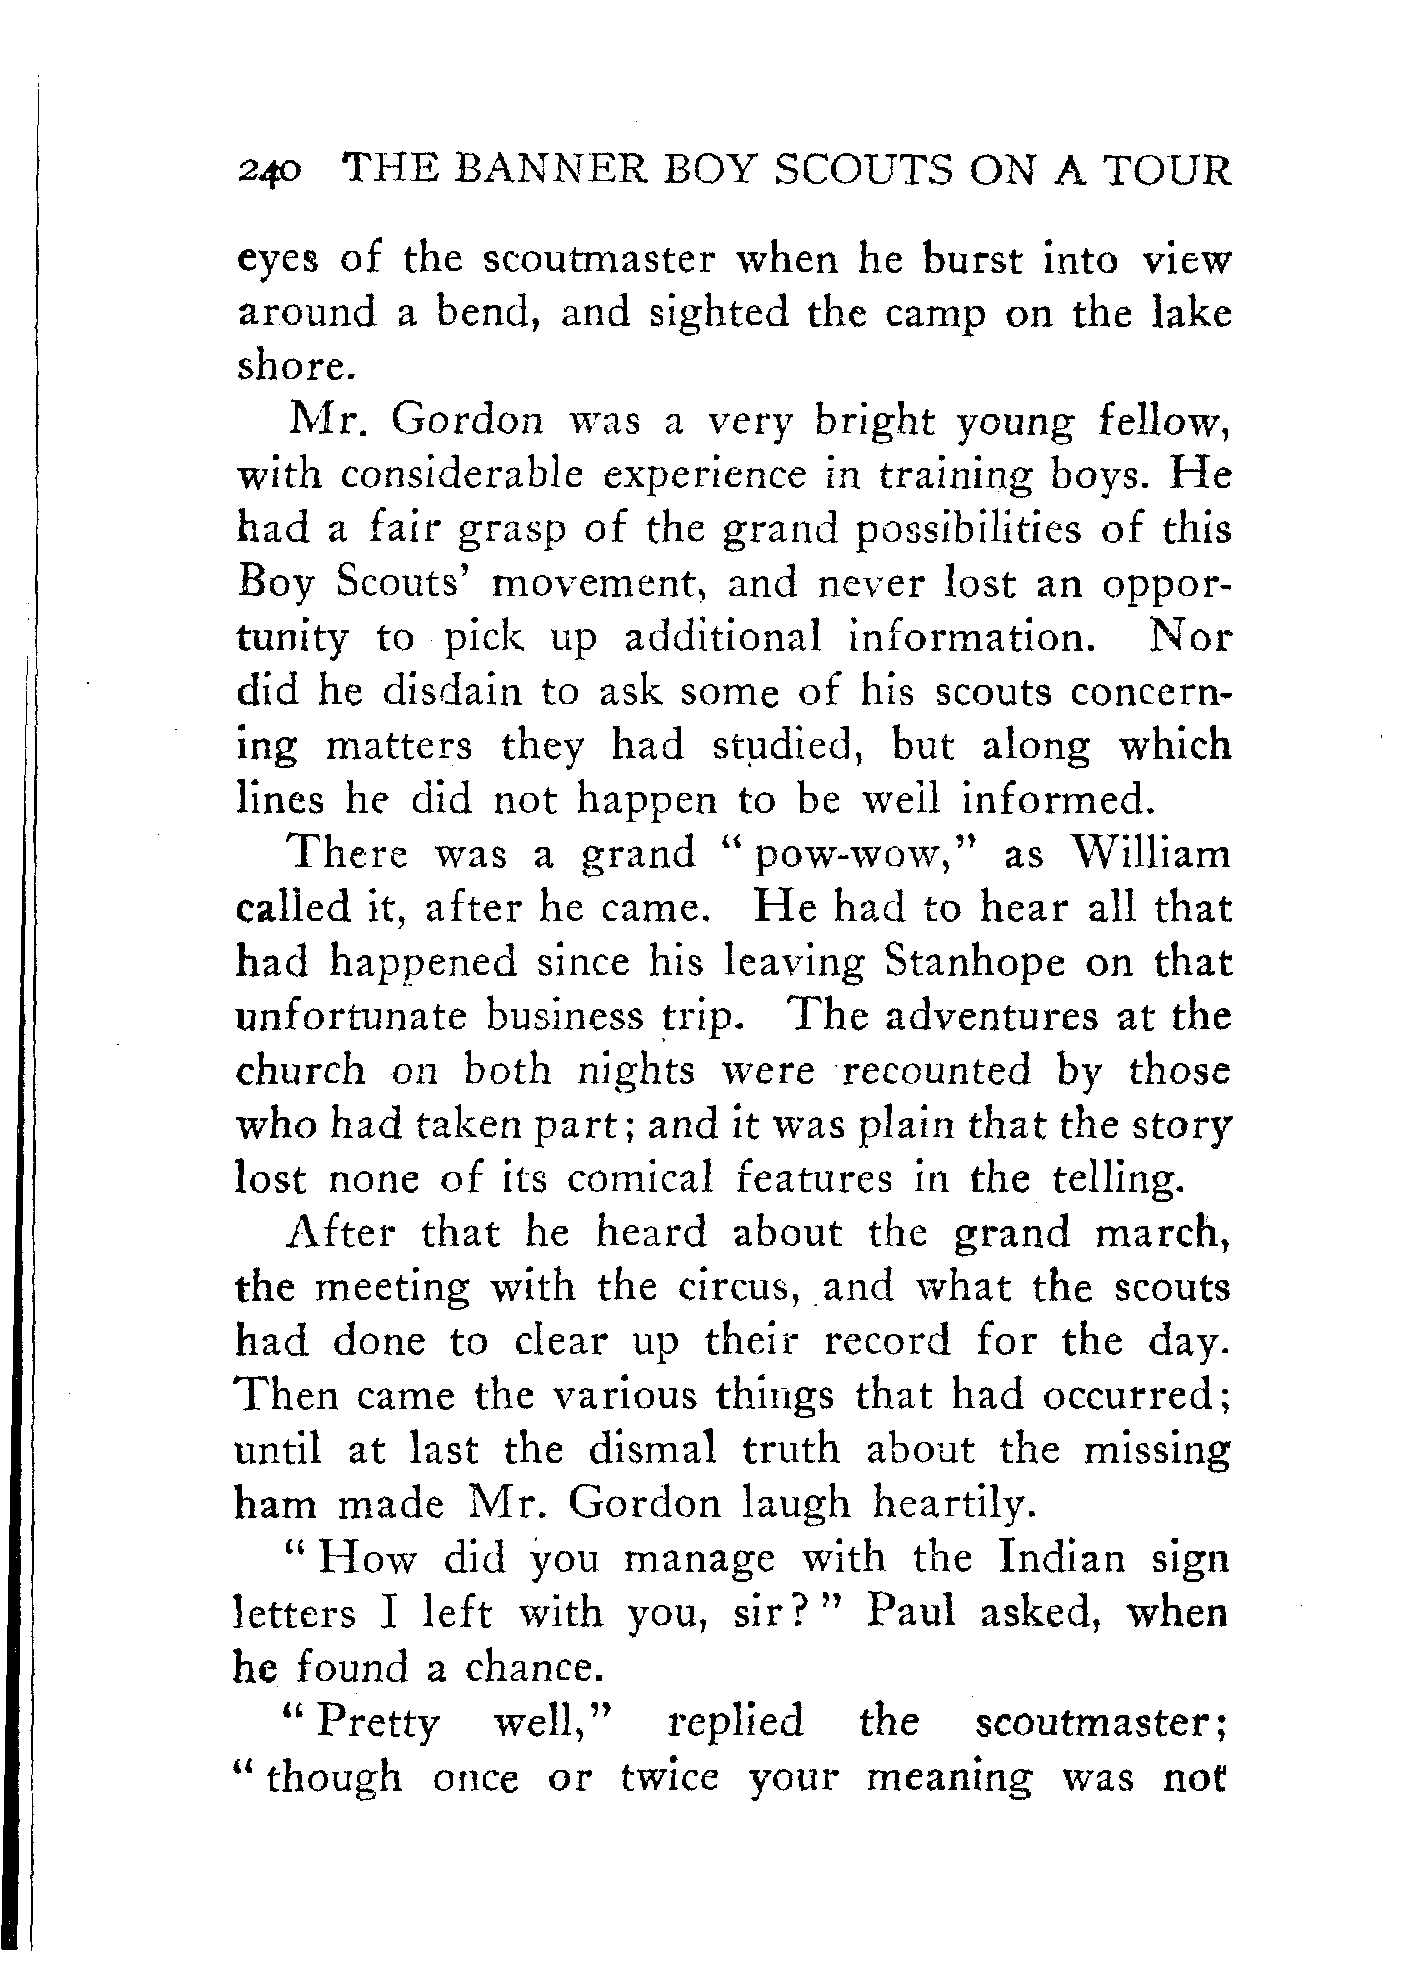 240 THE BANNER BOY SCOUTS ON A TOUR
eyes of the scoutmaster when he burst into view
around a bend, and sighted the camp on the lake
shore.
Mr. Gordon was a very bright young fellow,
with considerable experience in training boys. He
had a fair grasp of the grand possibilities of this
Boy Scouts' movement, and never lost an oppor-
tunity to pick up additional information. Nor
did he disdain to ask some of his scouts concern-
ing matters they had studied, but along which
lines he did not happen to be well informed.
There was a grand " pow-wow," as William
called it, after he came. He had to hear all that
had happened since his leaving Stanhope on that
unfortunate business trip. The adventures at the
church on both nights were recounted by those
who had taken part; and it was plain that the story
lost none of its comical features in the telling.
After that he heard about the grand march,
the meeting with the circus, and what the scouts
had done to clear up their record for the day.
Then came the various things that had occurred;
until at last the dismal truth about the missing
ham made Mr. Gordon laugh heartily.
" How did you manage with the Indian sign
letters I left with you, sir? " Paul asked, when
he found a chance.
" Pretty well," replied the scoutmaster;
" though once or twice your meaning was not